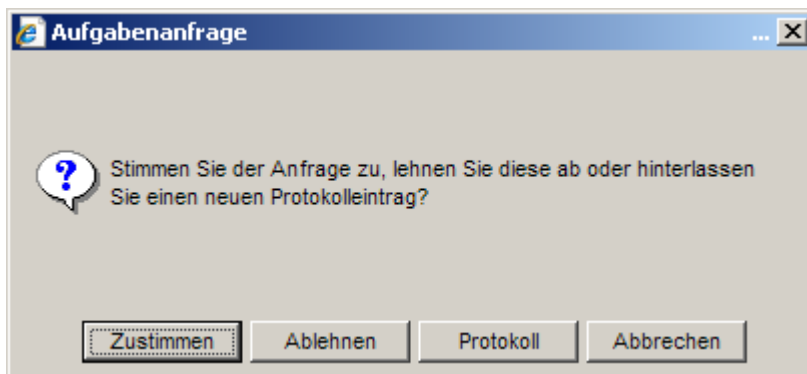 Aufgabenanfrage ...
Stimmen Sie der Anfrage zu, lehnen Sie diese ab oder hinterlassen
Sie einen neuen Protokolleintrag?
Zustimmen Ablehnen Protokoll Abbrechen